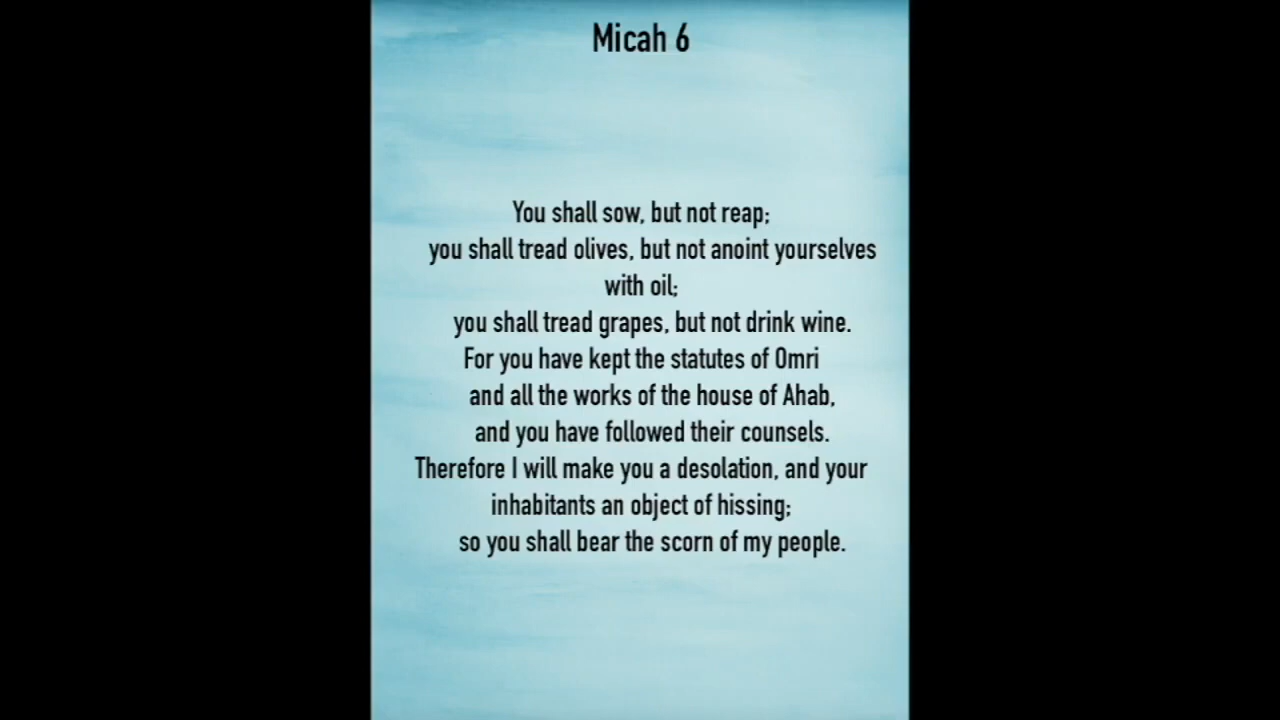 Micah 6
You shall sow, but not reap;
you shall tread olives, but not anoint yourselves
with oil;
you shall tread grapes, but not drink wine.
For you have kept the statutes of Omri
and all the works of the house of Ahab,
and you have followed their counsels.
Therefore I will make you a desolation, and your
inhabitants an object of hissing;
so you shall bear the scorn of my people.